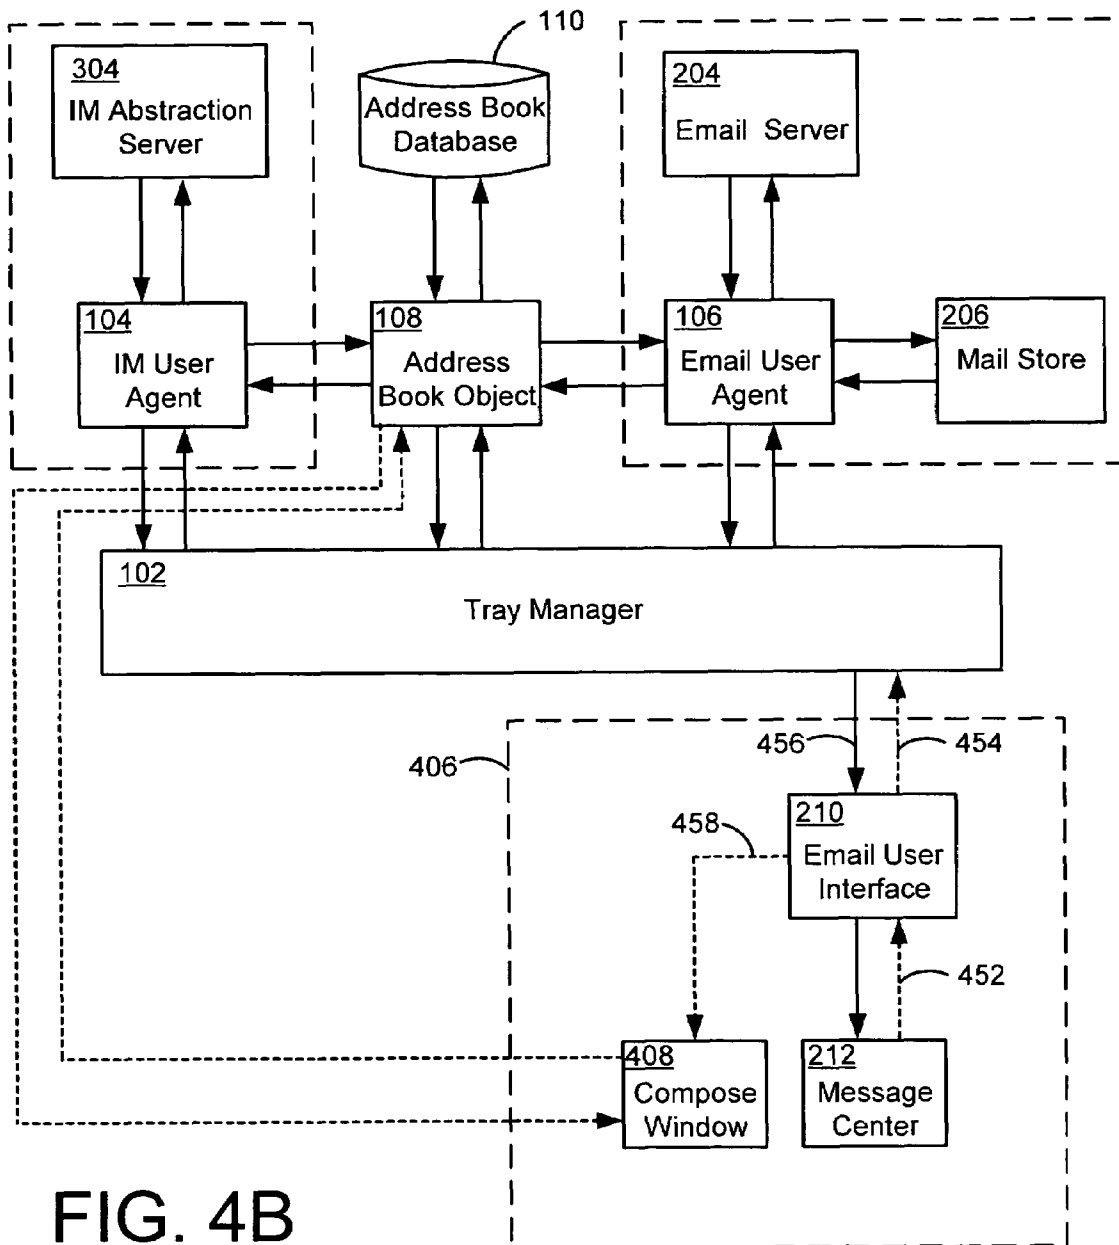 110
304
IM Abstraction
Server
Address Book
Database
204
Email Server
104
IM User
Agent
108
Address
Book Object
106
Email User
Agent
206
Mail Store
102
Tray Manager
406
456
454
210
Email User
Interface
458
452
408
Compose
Window
212
Message
Center
FIG. 4B